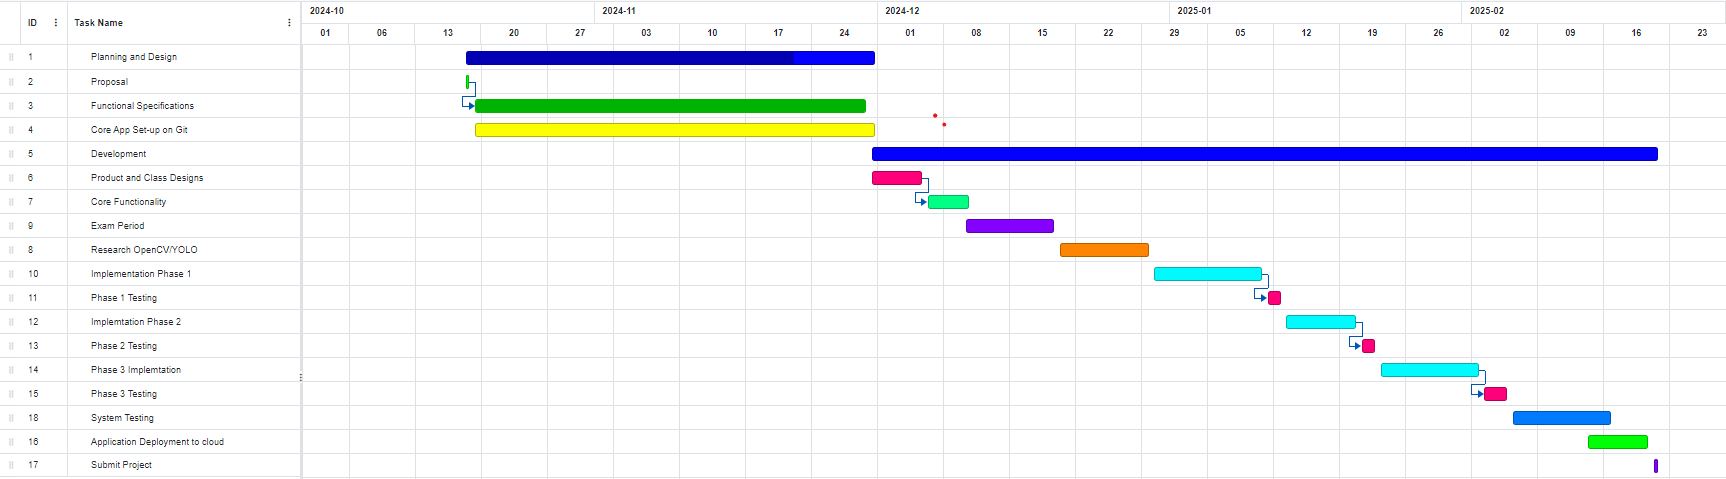 2024-10 2024-11 2024-12 2025-01 2025-02
ID Task Name
01 06 13 20 27 03 10 17 24 01 08 15 22 29 05 12 19 26 02 09 16 23
1 Planning and Design
2 Proposal
3 Functional Specifications
4 Core App Set-up on Git
5 Development
6 Product and Class Designs
7 Core Functionality
9 Exam Period
8 Research OpenCV/YOLO
10 Implementation Phase 1
11 Phase 1 Testing
12 Implemtation Phase 2
13 Phase 2 Testing
14 Phase 3 Implemtation
15 Phase 3 Testing
18 System Testing
16 Application Deployment to cloud
17 Submit Project